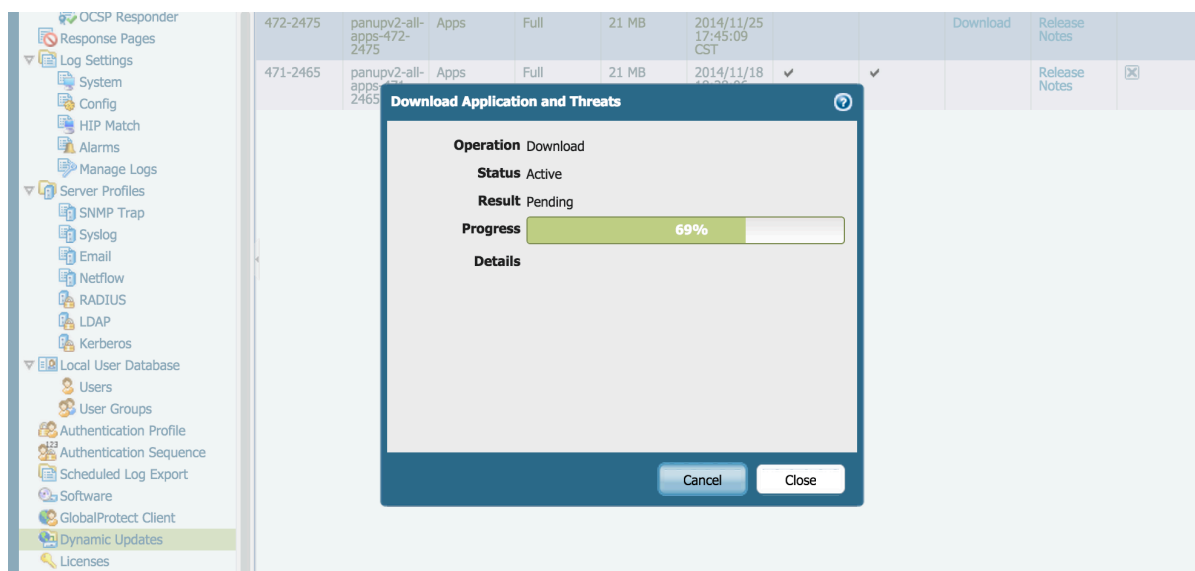 OCSP Responder
Response Pages
Log Settings
System
Config
HIP Match
Alarms
Manage Logs
Server Profiles
SNMP Trap
Syslog
Email
Netflow
RADIUS
LDAP
Kerberos
Local User Database
Users
User Groups
Authentication Profile
Authentication Sequence
Scheduled Log Export
Software
GlobalProtect Client
Dynamic Updates
Licenses
472-2475 panupv2-all- Apps Full 21 MB 2014/11/25 Download Release
apps-472- 17:45:09 Notes
2475 CST
471-2465 panupv2-all- Apps Full 21 MB 2014/11/18 ✔ ✔ Release
Notes
2465
Download Application and Threats
Operation Download
Status Active
Result Pending
Progress 69%
Details
Cancel Close